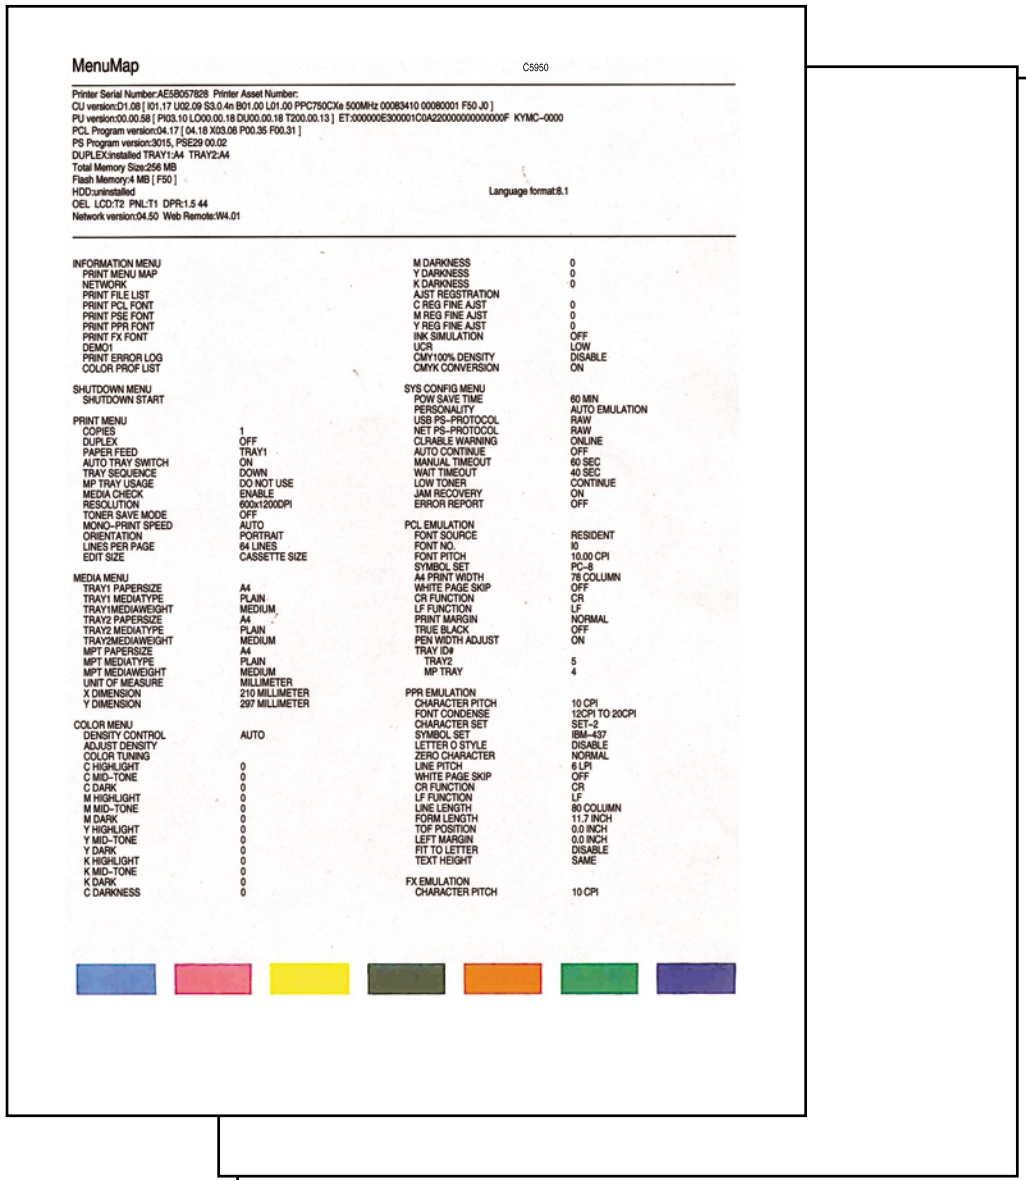 MenuMap C5950
Printer Serial Number:AE5B057828 Printer Asset Number:
CU version:D1.08 [ I01.17 U02.09 S3.0.4n B01.00 L01.00 PPC750CXe 500MHz 00083410 00080001 F50 J0 ]
PU version:00.00.58 [ PI03.10 LO00.00.18 DU00.00.18 T200.00.13 ] ET:000000E300001C0A220000000000000F KYMC-0000
PCL Program version:04.17 [ 04.18 X03.08 P00.35 F00.31 ]
PS Program version:3015, PSE29 00.02
DUPLEX:installed TRAY1:A4 TRAY2:A4
Total Memory Size:256 MB
Flash Memory:4 MB [ F50 ]
HDD:uninstalled Language format:8.1
OEL LCD:T2 PNL:T1 DPR:1.5 44
Network version:04.50 Web Remote:W4.01
INFORMATION MENU
PRINT MENU MAP
NETWORK
PRINT FILE LIST
PRINT PCL FONT
PRINT PSE FONT
PRINT PPR FONT
PRINT FX FONT
DEMO1
PRINT ERROR LOG
COLOR PROF LIST
SHUTDOWN MENU
SHUTDOWN START
PRINT MENU
COPIES 1
DUPLEX OFF
PAPER FEED TRAY1
AUTO TRAY SWITCH ON
TRAY SEQUENCE DOWN
MP TRAY USAGE DO NOT USE
MEDIA CHECK ENABLE
RESOLUTION 600x1200DPI
TONER SAVE MODE OFF
MONO-PRINT SPEED AUTO
ORIENTATION PORTRAIT
LINES PER PAGE 64 LINES
EDIT SIZE CASSETTE SIZE
MEDIA MENU
TRAY1 PAPERSIZE A4
TRAY1 MEDIATYPE PLAIN
TRAY1MEDIAWEIGHT MEDIUM
TRAY2 PAPERSIZE A4
TRAY2 MEDIATYPE PLAIN
TRAY2MEDIAWEIGHT MEDIUM
MPT PAPERSIZE A4
MPT MEDIATYPE PLAIN
MPT MEDIAWEIGHT MEDIUM
UNIT OF MEASURE MILLIMETER
X DIMENSION 210 MILLIMETER
Y DIMENSION 297 MILLIMETER
COLOR MENU
DENSITY CONTROL AUTO
ADJUST DENSITY
COLOR TUNING
C HIGHLIGHT 0
C MID-TONE 0
C DARK 0
M HIGHLIGHT 0
M MID-TONE 0
M DARK 0
Y HIGHLIGHT 0
Y MID-TONE 0
Y DARK 0
K HIGHLIGHT 0
K MID-TONE 0
K DARK 0
C DARKNESS 0
M DARKNESS 0
Y DARKNESS 0
K DARKNESS 0
AJST REGSTRATION
C REG FINE AJST 0
M REG FINE AJST 0
Y REG FINE AJST 0
INK SIMULATION OFF
UCR LOW
CMY100% DENSITY DISABLE
CMYK CONVERSION ON
SYS CONFIG MENU
POW SAVE TIME 60 MIN
PERSONALITY AUTO EMULATION
USB PS-PROTOCOL RAW
NET PS-PROTOCOL RAW
CLRABLE WARNING ONLINE
AUTO CONTINUE OFF
MANUAL TIMEOUT 60 SEC
WAIT TIMEOUT 40 SEC
LOW TONER CONTINUE
JAM RECOVERY ON
ERROR REPORT OFF
PCL EMULATION
FONT SOURCE RESIDENT
FONT NO. I0
FONT PITCH 10.00 CPI
SYMBOL SET PC-8
A4 PRINT WIDTH 78 COLUMN
WHITE PAGE SKIP OFF
CR FUNCTION CR
LF FUNCTION LF
PRINT MARGIN NORMAL
TRUE BLACK OFF
PEN WIDTH ADJUST ON
TRAY ID#
TRAY2 5
MP TRAY 4
PPR EMULATION
CHARACTER PITCH 10 CPI
FONT CONDENSE 12CPI TO 20CPI
CHARACTER SET SET-2
SYMBOL SET IBM-437
LETTER O STYLE DISABLE
ZERO CHARACTER NORMAL
LINE PITCH 6 LPI
WHITE PAGE SKIP OFF
CR FUNCTION CR
LF FUNCTION LF
LINE LENGTH 80 COLUMN
FORM LENGTH 11.7 INCH
TOF POSITION 0.0 INCH
LEFT MARGIN 0.0 INCH
FIT TO LETTER DISABLE
TEXT HEIGHT SAME
FX EMULATION
CHARACTER PITCH 10 CPI